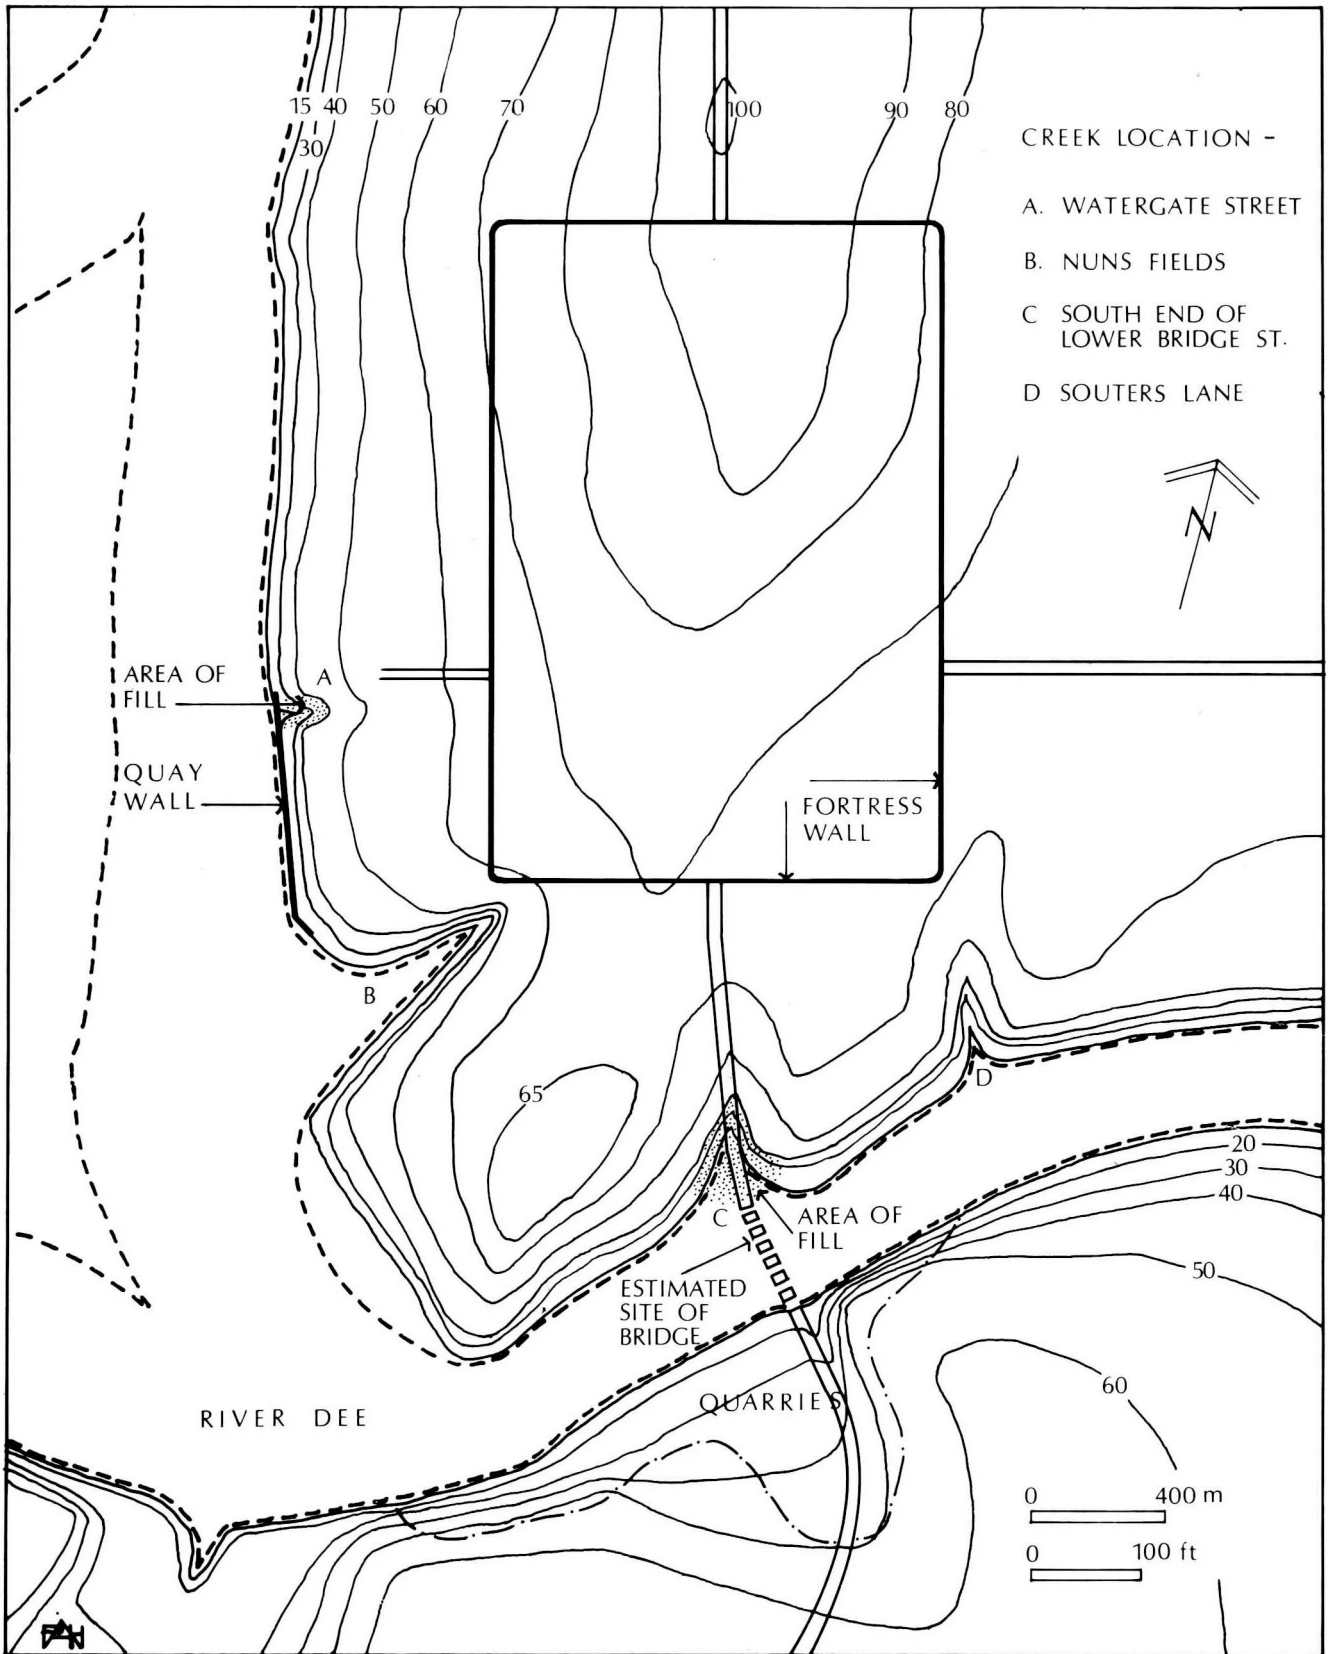 15 40 50 60 70 100 90 80
30
CREEK LOCATION -
A. WATERGATE STREET
B. NUNS FIELDS
C SOUTH END OF
LOWER BRIDGE ST.
D SOUTERS LANE
N
AREA OF
FILL
A
QUAY
WALL
FORTRESS
WALL
B
D
65
20
30
40
C
AREA OF
FILL
50
ESTIMATED
SITE OF
BRIDGE
60
QUARRIES
RIVER DEE
0 400 m
0 100 ft